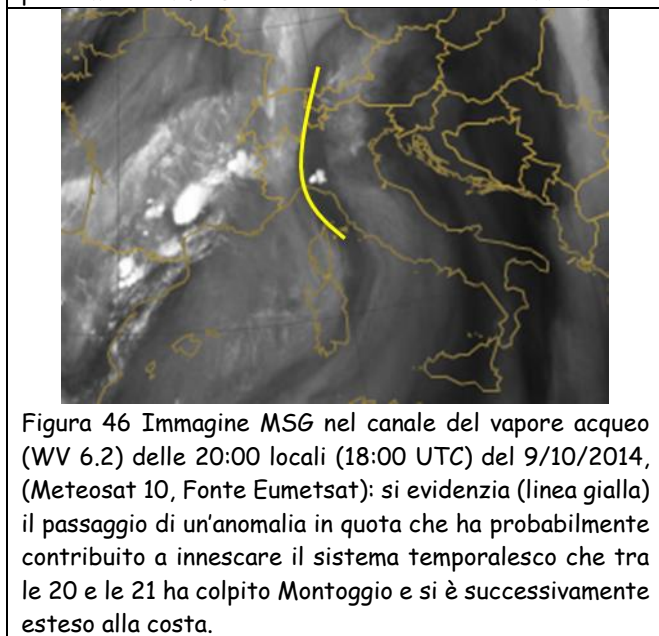 Figura 46 Immagine MSG nel canale del vapore acqueo
(WV 6.2) delle 20:00 locali (18:00 UTC) del 9/10/2014,
(Meteosat 10, Fonte Eumetsat): si evidenzia (linea gialla)
il passaggio di un'anomalia in quota che ha probabilmente
contribuito a innescare il sistema temporalesco che tra
le 20 e le 21 ha colpito Montoggio e si è successivamente
esteso alla costa.